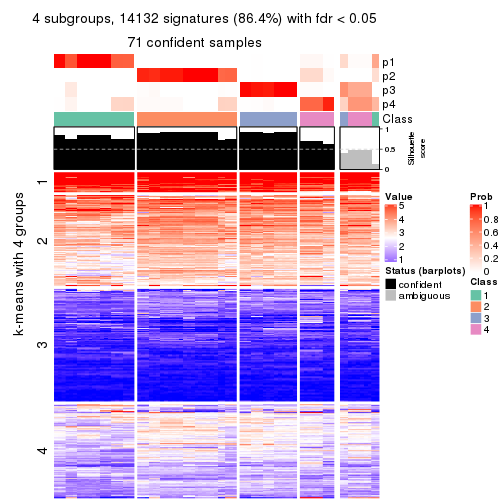 4 subgroups, 14132 signatures (86.4%) with fdr < 0.05
71 confident samples
p1
p2
p3
p4
Class
1
0.5
0
Silhouette
score
k-means with 4 groups
1
2
3
4
Value
5
4
3
2
1
Status (barplots)
confident
ambiguous
Prob
1
0.8
0.6
0.4
0.2
0
Class
1
2
3
4